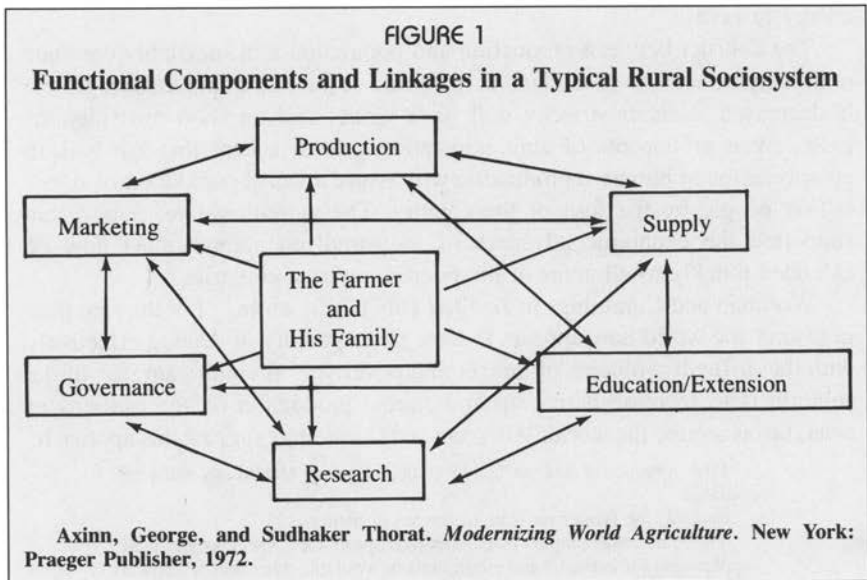 FIGURE 1
Functional Components and Linkages in a Typical Rural Sociosystem
Production
Marketing
Supply
The Farmer
and
His Family
Governance
Education/Extension
Research
Axinn, George, and Sudhaker Thorat. Modernizing World Agriculture. New York:
Praeger Publisher, 1972.